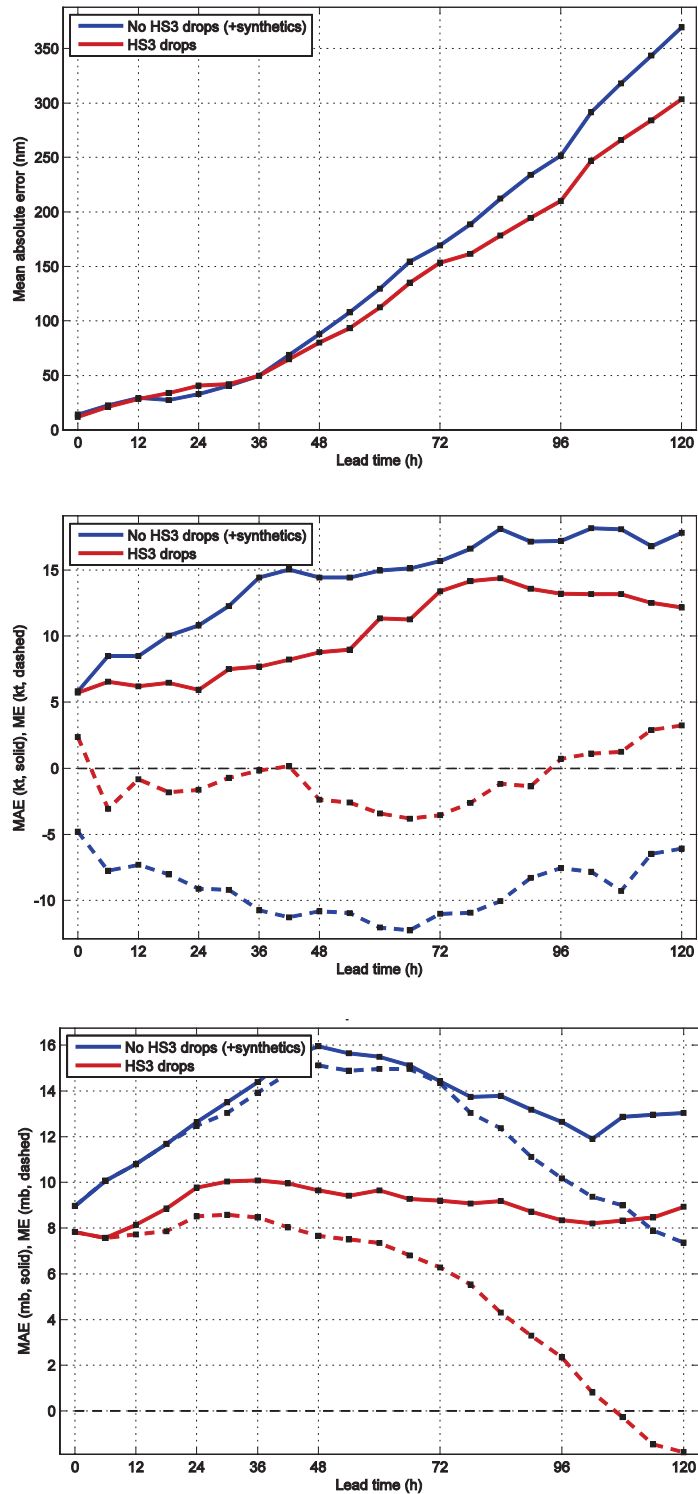 No HS3 drops (+synthetics)
HS3 drops
350
300
250
200
150
100
50
0
Mean absolute error (nm)
0 12 24 36 48 72 96 120
Lead time (h)
No HS3 drops (+synthetics)
HS3 drops
15
10
5
0
-5
-10
MAE (kt, solid), ME (kt, dashed)
0 12 24 36 48 72 96 120
Lead time (h)
No HS3 drops (+synthetics)
HS3 drops
16
14
12
10
8
6
4
2
0
MAE (mb, solid), ME (mb, dashed)
0 12 24 36 48 72 96 120
Lead time (h)